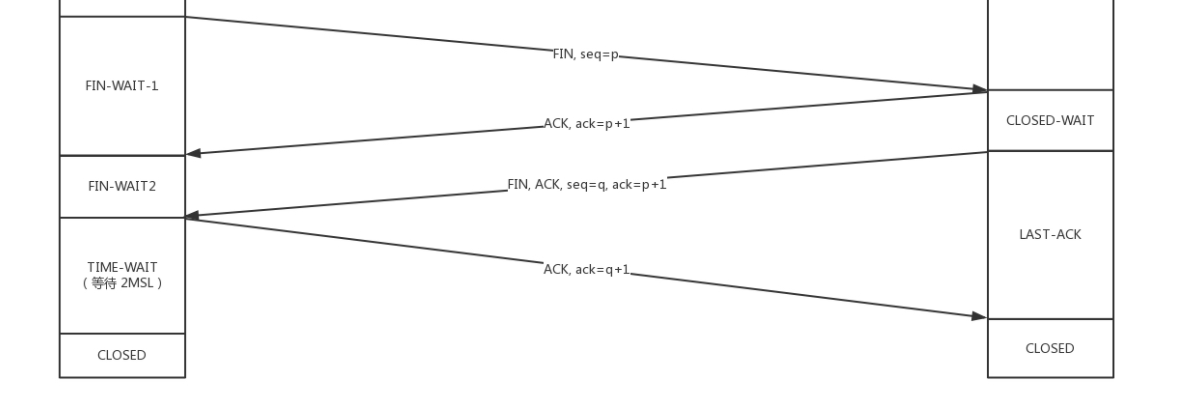 FIN, seq=p
FIN-WAIT-1
CLOSED-WAIT
ACK, ack=p+1
FIN-WAIT2
FIN, ACK, seq=q, ack=p+1
LAST-ACK
TIME-WAIT
（等待 2MSL）
ACK, ack=q+1
CLOSED
CLOSED